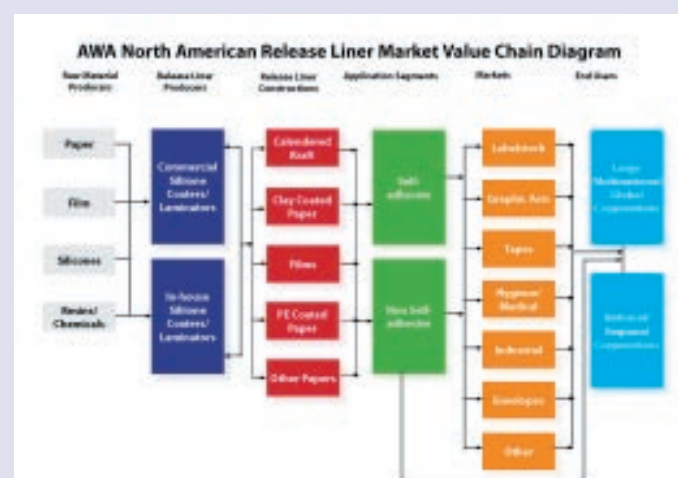 AWA North American Release Liner Market Value Chain Diagram
Raw Material
Producers
Release Liner
Producers
Release Liner
Constructions
Application Segments
Markets
End Users
Paper
Film
Silicones
Resins/
Chemicals
Commercial
Silicone
Coaters/
Laminators
In-house
Silicone
Coaters/
Laminators
Calendered
Kraft
Clay Coated
Paper
Films
PE Coated
Paper
Other Papers
Self-
adhesive
Non Self-
adhesive
Labelstock
Graphic Arts
Tapes
Hygiene/
Medical
Industrial
Envelopes
Other
Large
Multinational/
Global
Corporations
Regional
Corporations